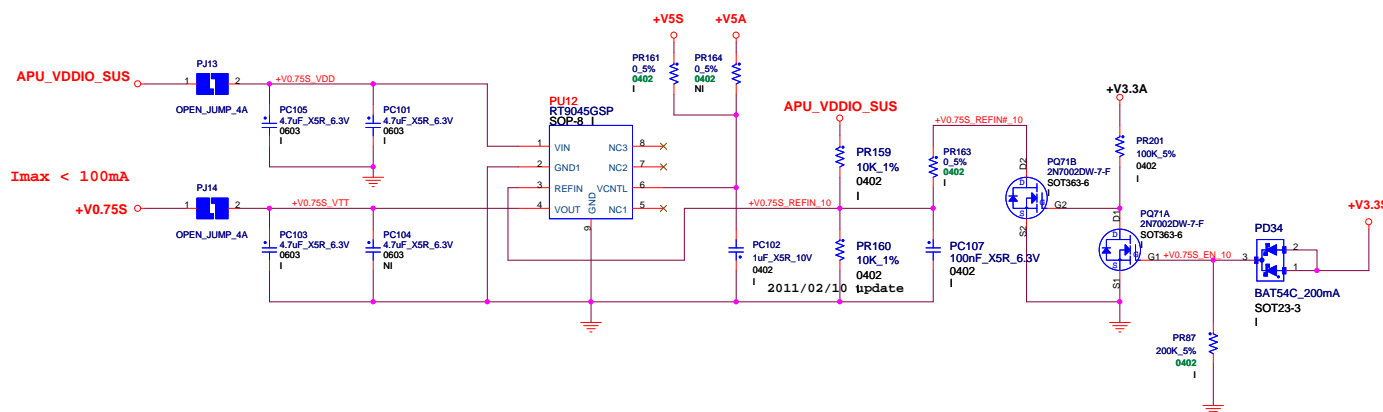 +V5S
+V5A
APU_VDDIO_SUS
PJ13
1
2
OPEN_JUMP_4A
+V0.75S_VDD
PC105
4.7uF_X5R_6.3V
0603
I
PC101
4.7uF_X5R_6.3V
0603
I
Imax < 100mA
+V0.75S
PJ14
1
2
OPEN_JUMP_4A
+V0.75S_VTT
PC103
4.7uF_X5R_6.3V
0603
I
PC104
4.7uF_X5R_6.3V
0603
NI
PU12
RT9045GSP
SOP-8 I
1
VIN
2
GND1
3
REFIN
4
VOUT
GND
9
NC3
8
NC2
7
VCNTL
6
NC1
5
PR161
0_5%
0402
I
PR164
0_5%
0402
NI
PC102
1uF_X5R_10V
0402
I
APU_VDDIO_SUS
PR159
10K_1%
0402
I
+V0.75S_REFIN_10
PR160
10K_1%
0402
I
2011/02/10 update
+V0.75S_REFIN#_10
PR163
0_5%
0402
I
PC107
100nF_X5R_6.3V
0402
I
PQ71B
2N7002DW-7-F
SOT363-6
I
D2
D
G
S
S2
G2
+V3.3A
PR201
100K_5%
0402
I
PQ71A
2N7002DW-7-F
SOT363-6
I
D1
D
G
S
S1
G1
+V0.75S_EN_10
PR87
200K_5%
0402
I
PD34
3
2
1
BAT54C_200mA
SOT23-3
I
+V3.3S